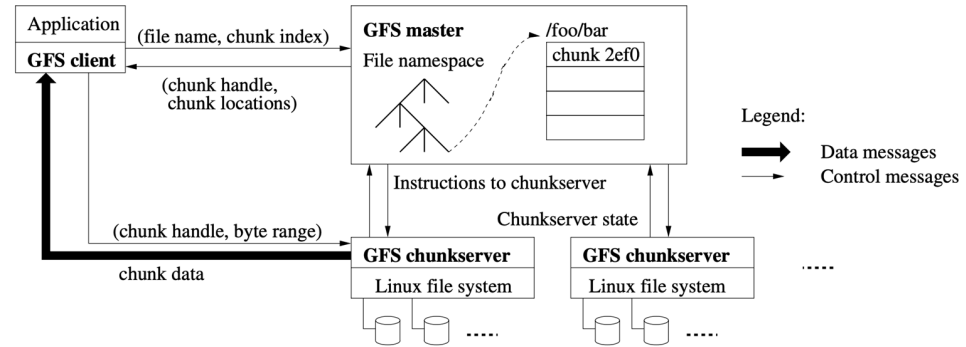 Application
GFS client
(file name, chunk index)
(chunk handle,
chunk locations)
GFS master
File namespace
/foo/bar
chunk 2ef0
Legend:
Data messages
Control messages
Instructions to chunkserver
Chunkserver state
(chunk handle, byte range)
chunk data
GFS chunkserver
Linux file system
GFS chunkserver
Linux file system